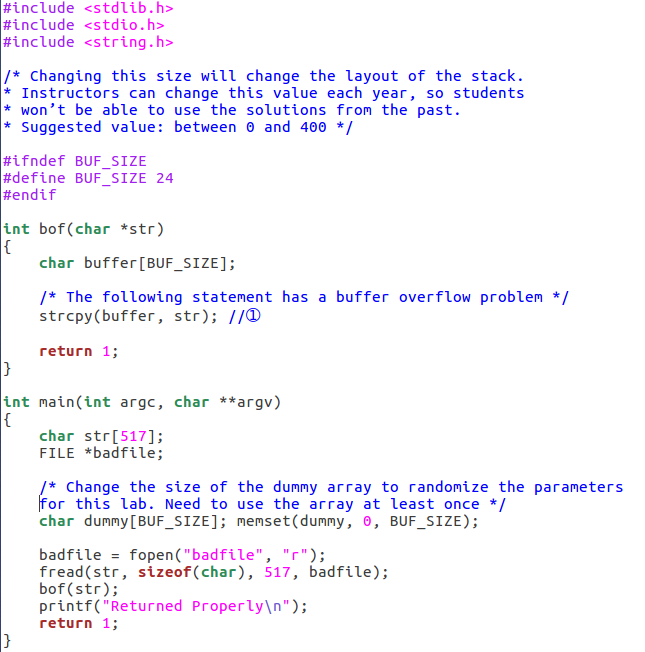 #include <stdlib.h>
#include <stdio.h>
#include <string.h>

/* Changing this size will change the layout of the stack.
* Instructors can change this value each year, so students
* won’t be able to use the solutions from the past.
* Suggested value: between 0 and 400 */

#ifndef BUF_SIZE
#define BUF_SIZE 24
#endif

int bof(char *str)
{
    char buffer[BUF_SIZE];

    /* The following statement has a buffer overflow problem */
    strcpy(buffer, str); //➀

    return 1;
}

int main(int argc, char **argv)
{
    char str[517];
    FILE *badfile;

    /* Change the size of the dummy array to randomize the parameters
    for this lab. Need to use the array at least once */
    char dummy[BUF_SIZE]; memset(dummy, 0, BUF_SIZE);

    badfile = fopen("badfile", "r");
    fread(str, sizeof(char), 517, badfile);
    bof(str);
    printf("Returned Properly\n");
    return 1;
}